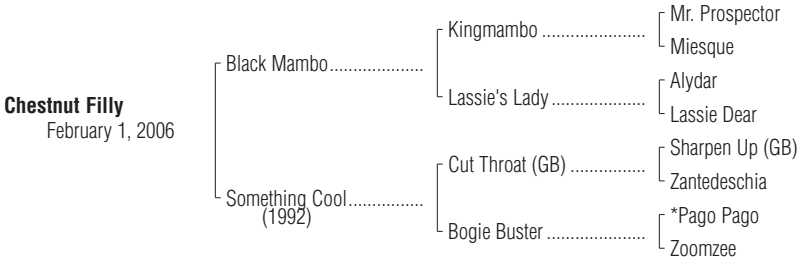 Chestnut Filly
February 1, 2006
Black Mambo...................
Something Cool................
(1992)
Kingmambo ......................
Lassie's Lady ....................
Cut Throat (GB) ................
Bogie Buster .....................
Mr. Prospector
Miesque
Alydar
Lassie Dear
Sharpen Up (GB)
Zantedeschia
*Pago Pago
Zoomzee